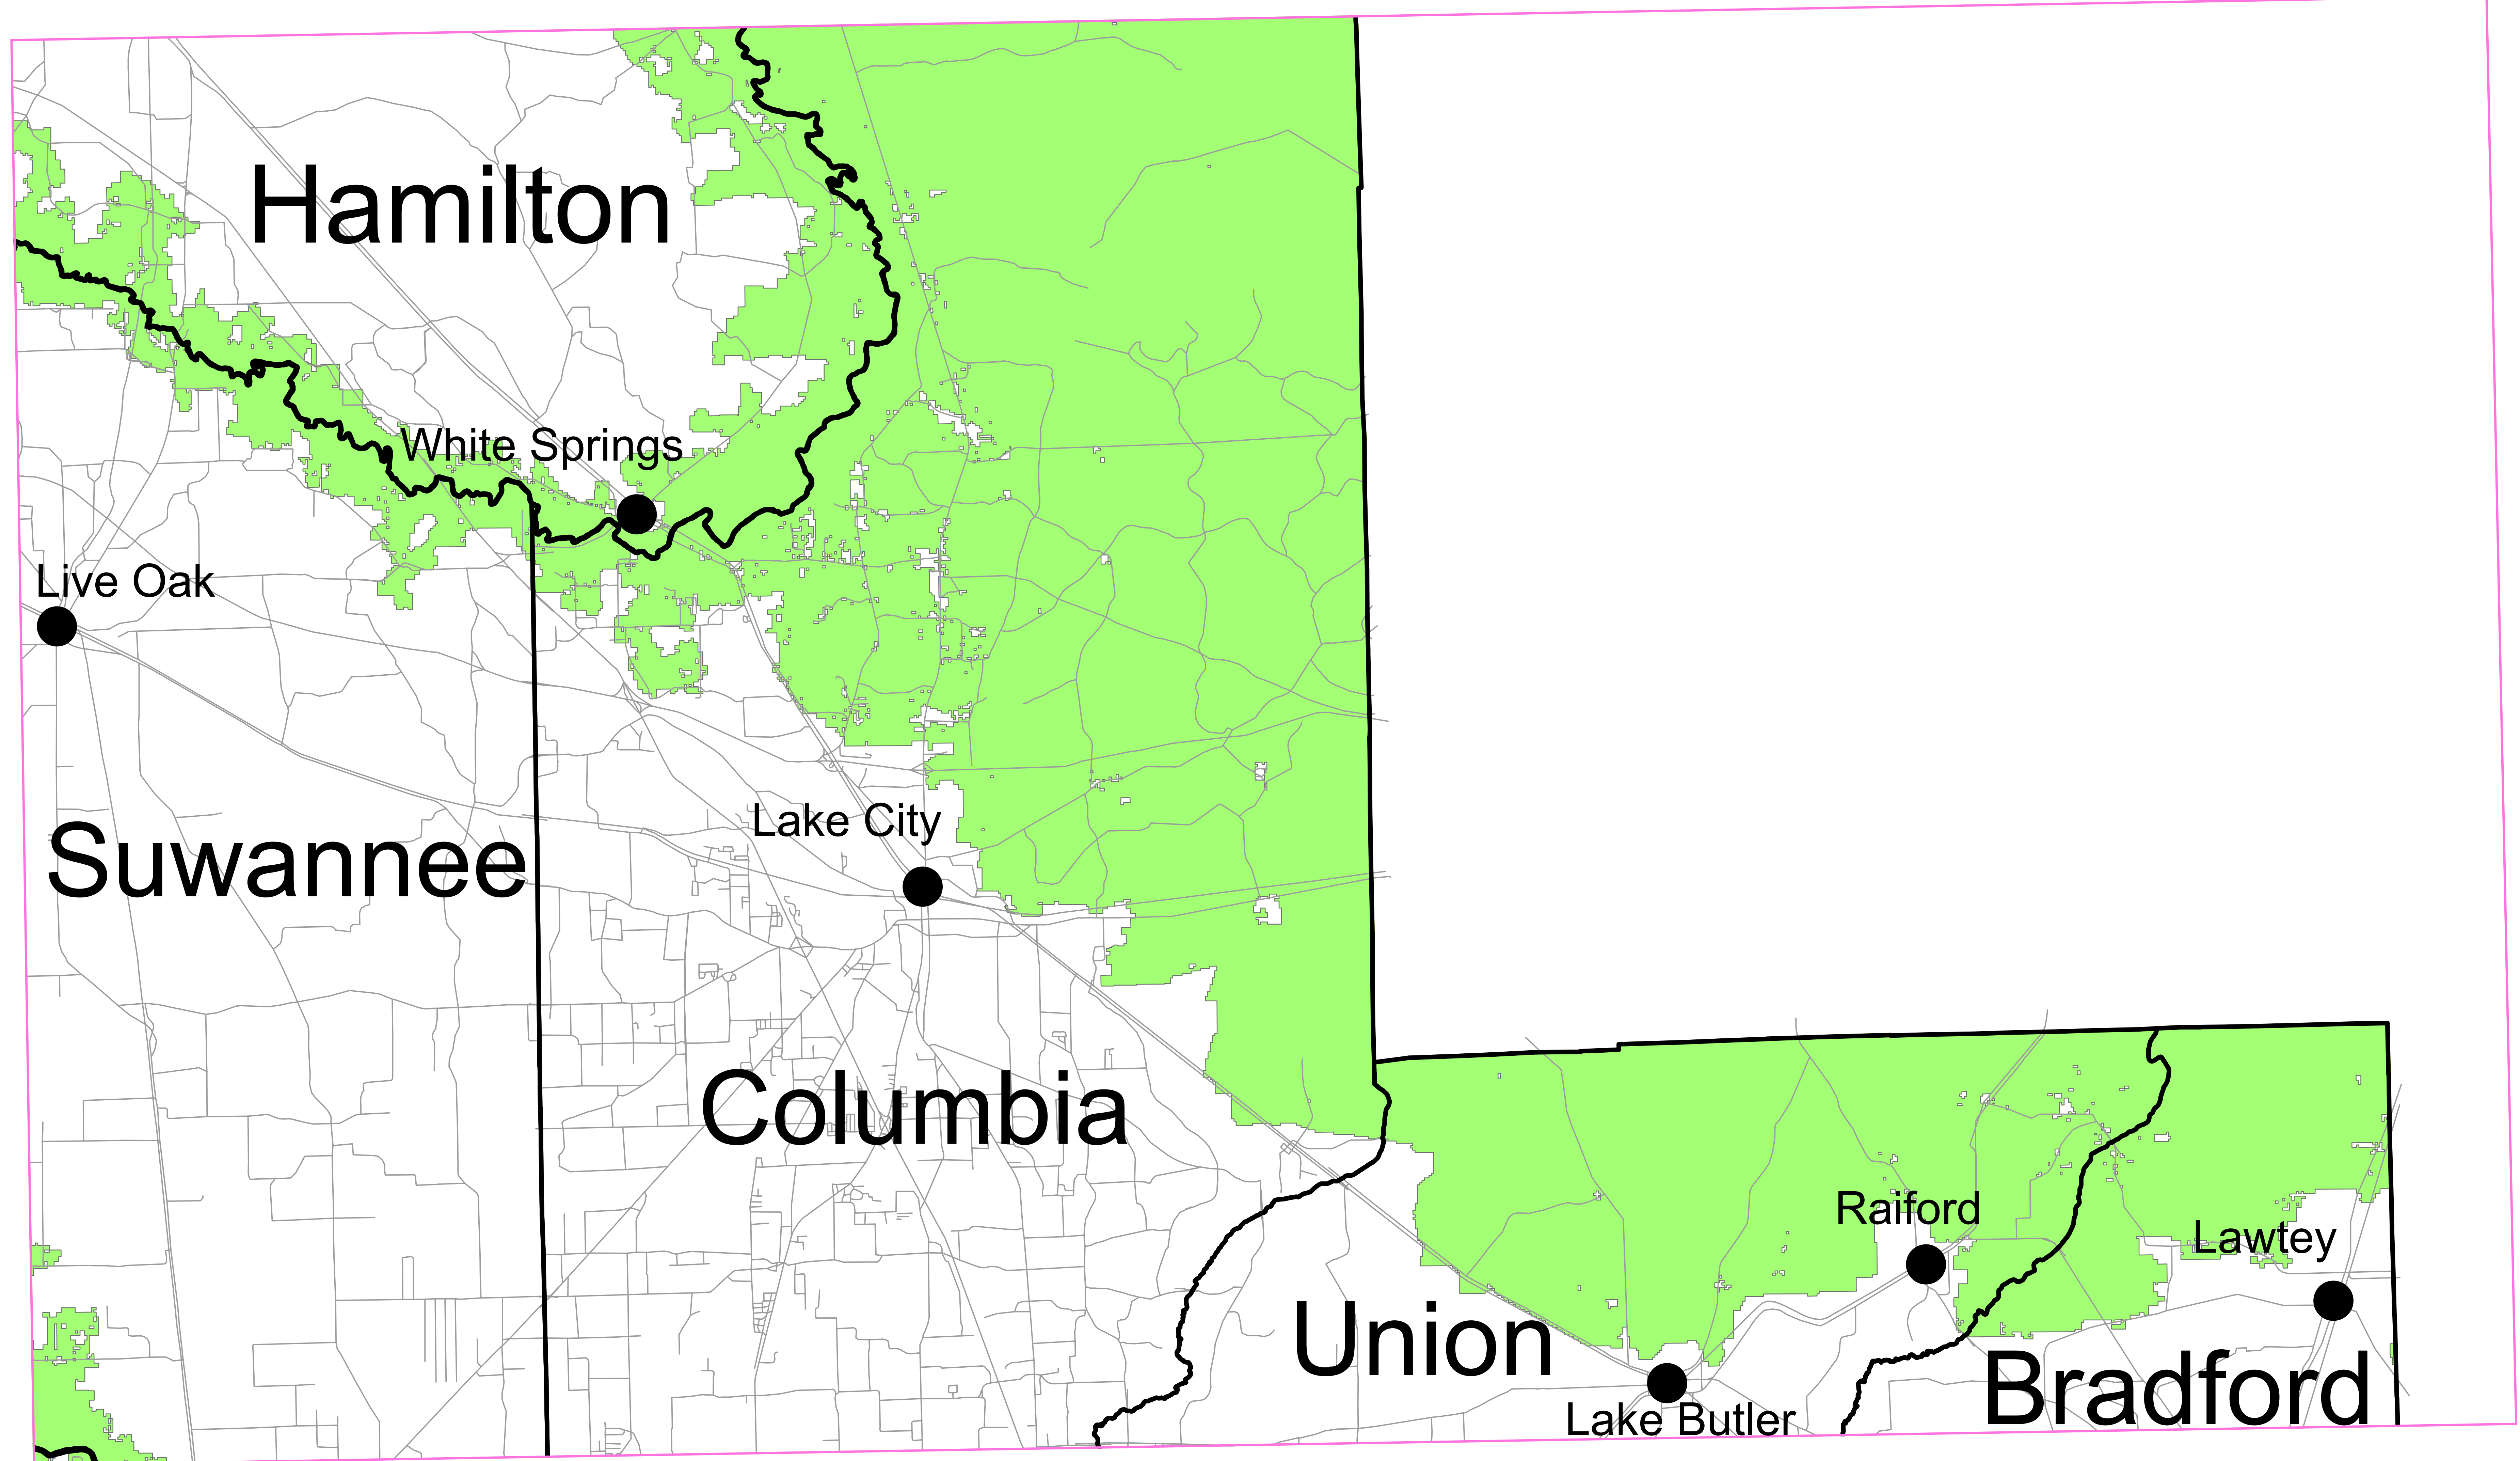 Hamilton
White Springs
Live Oak
Lake City
Suwannee
Columbia
Raiford
Lawtey
Union
Bradford
Lake Butler